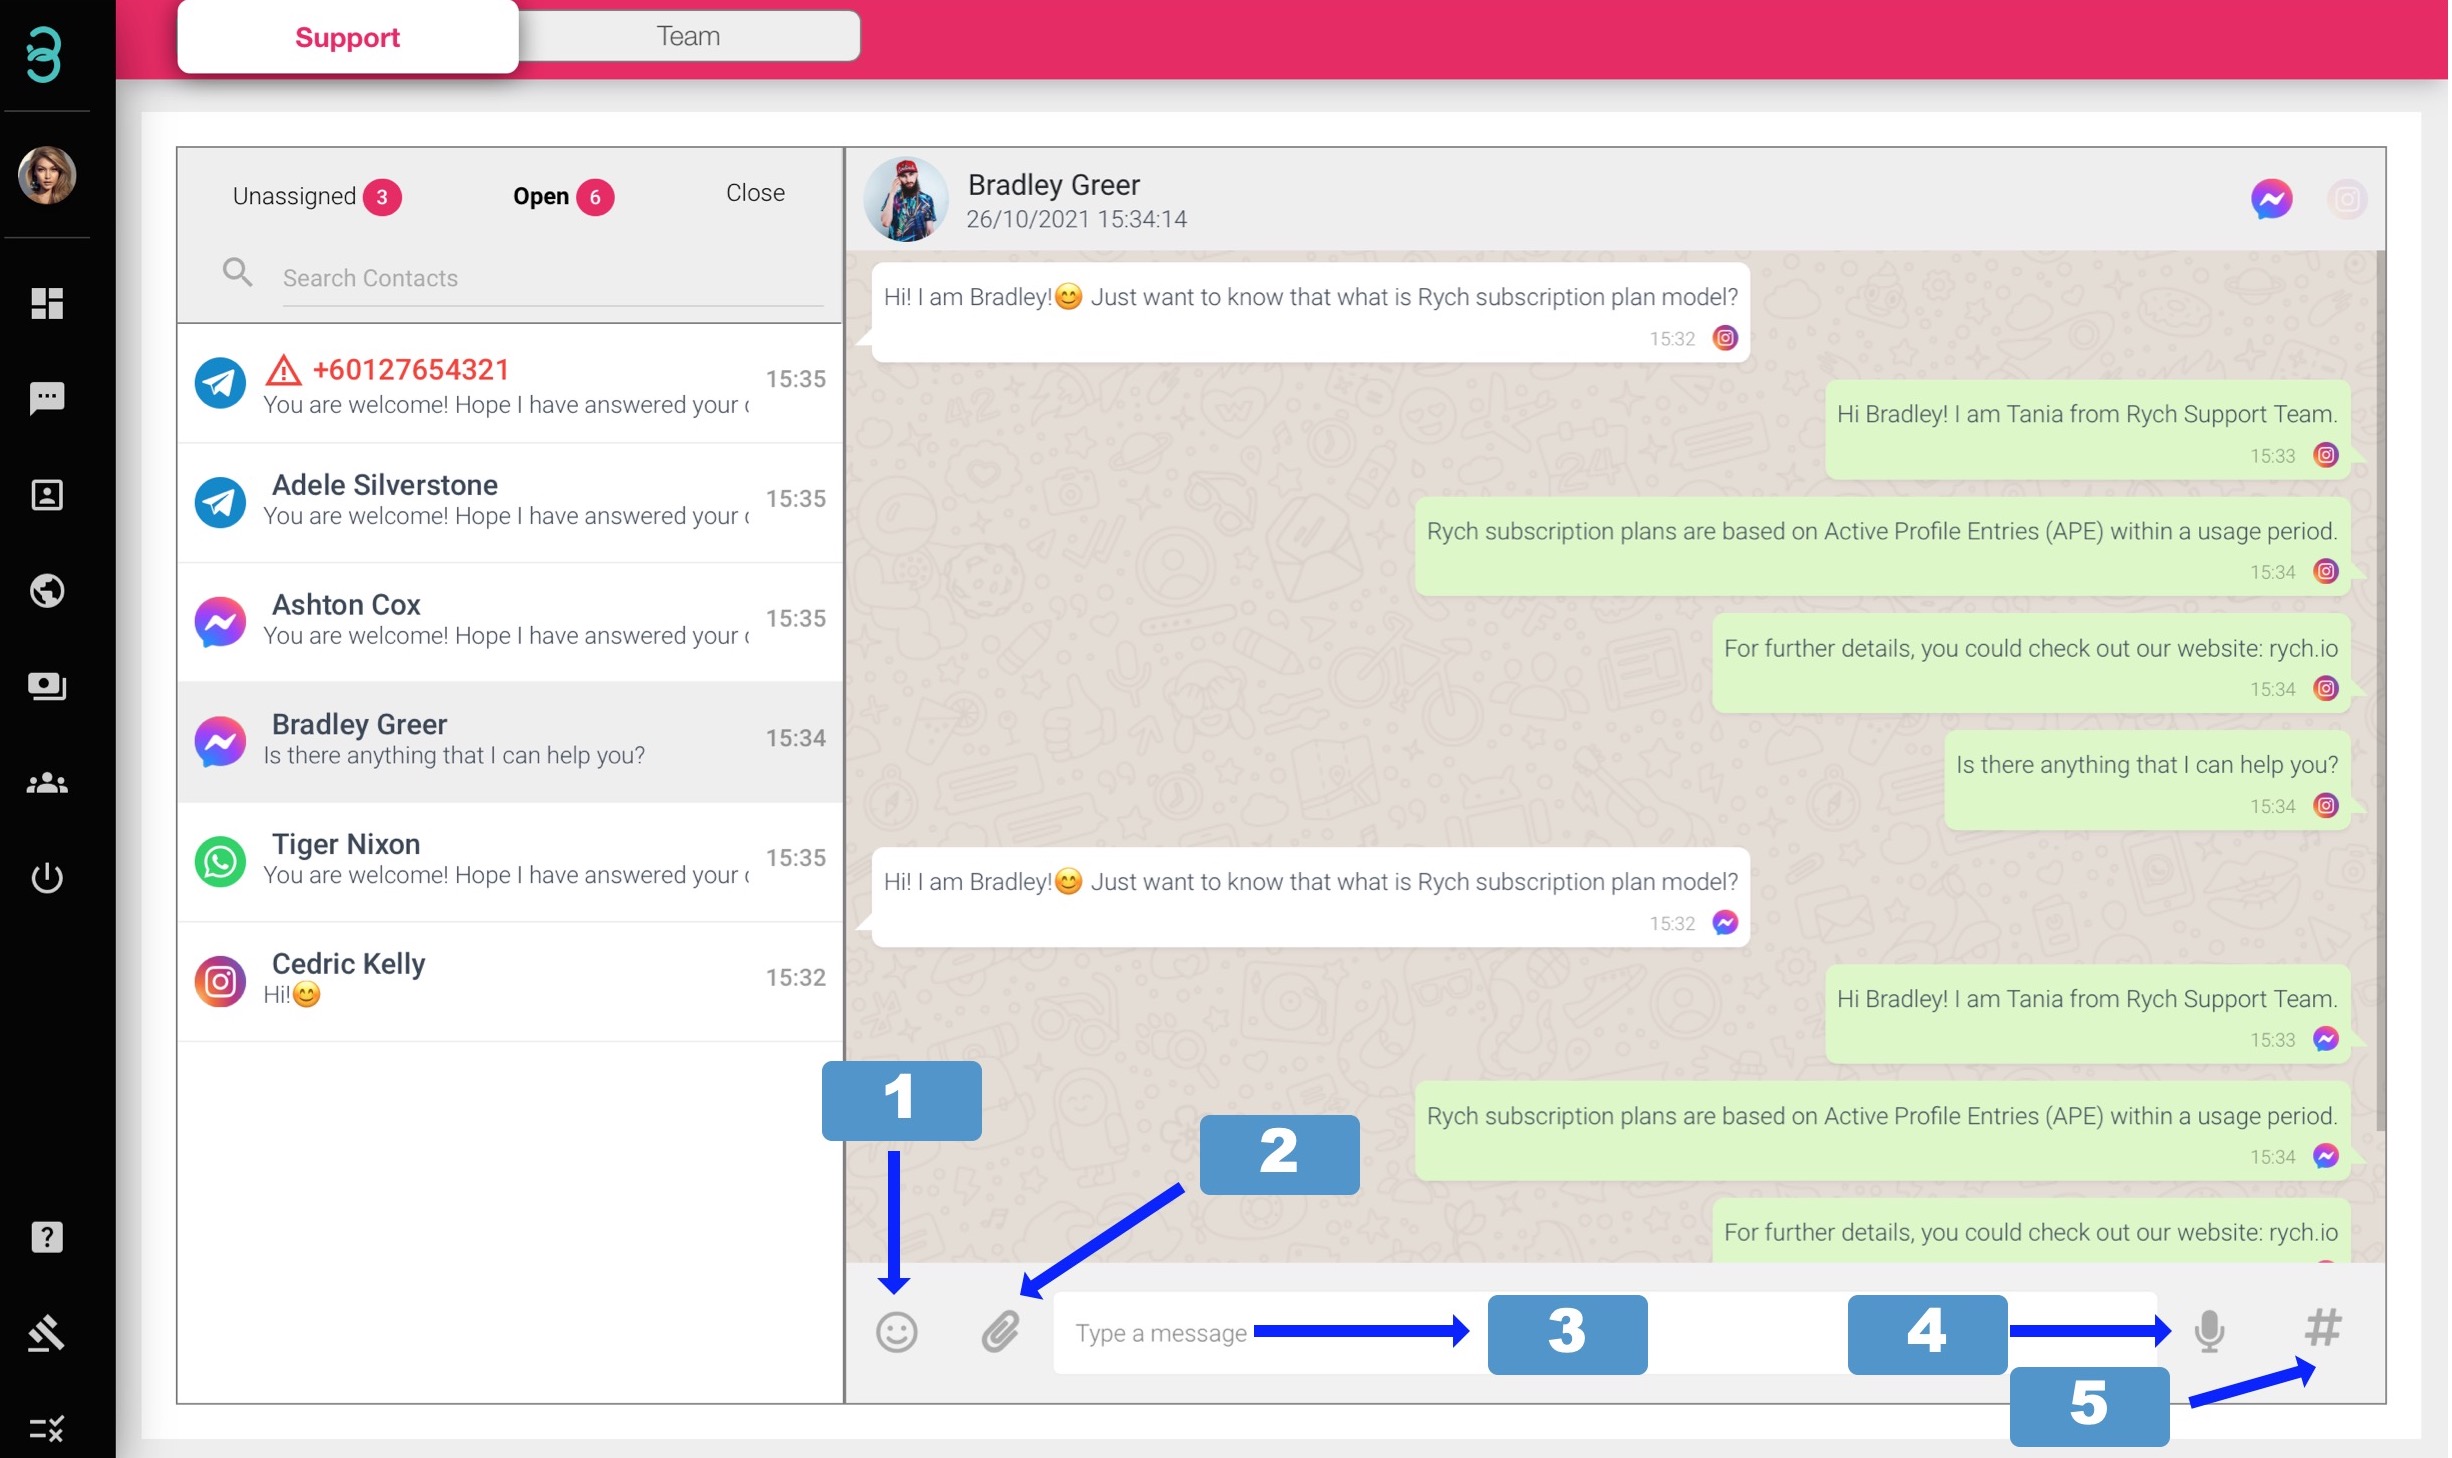 Support
Team
Unassigned 3
Open 6
Close
Search Contacts
+60127654321
15:35
You are welcome! Hope I have answered your
Adele Silverstone
15:35
You are welcome! Hope I have answered your
Ashton Cox
15:35
You are welcome! Hope I have answered your
Bradley Greer
15:34
Is there anything that I can help you?
Tiger Nixon
15:35
You are welcome! Hope I have answered your
Cedric Kelly
15:32
Hi!😊
Bradley Greer
26/10/2021 15:34:14
Hi! I am Bradley!😊 Just want to know that what is Rych subscription plan model?
15:32
Hi Bradley! I am Tania from Rych Support Team.
15:33
Rych subscription plans are based on Active Profile Entries (APE) within a usage period.
15:34
For further details, you could check out our website: rych.io
15:34
Is there anything that I can help you?
15:34
Hi! I am Bradley!😊 Just want to know that what is Rych subscription plan model?
15:32
Hi Bradley! I am Tania from Rych Support Team.
15:33
Rych subscription plans are based on Active Profile Entries (APE) within a usage period.
15:34
For further details, you could check out our website: rych.io
1
2
Type a message
3
4
#
5